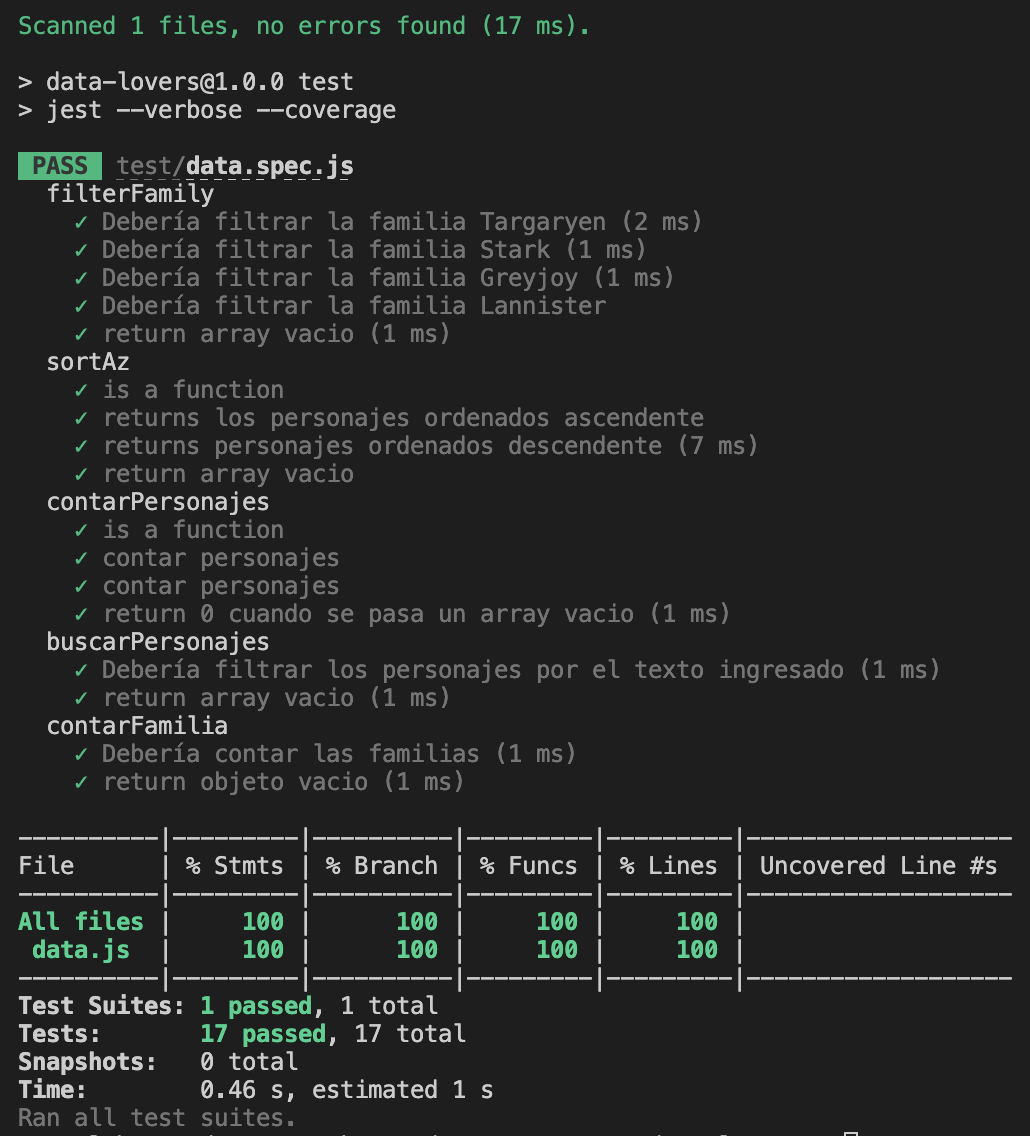 Scanned 1 files, no errors found (17 ms).
> data-lovers@1.0.0 test
> jest --verbose --coverage
PASS test/data.spec.js
filterFamily
✓ Debería filtrar la familia Targaryen (2 ms)
✓ Debería filtrar la familia Stark (1 ms)
✓ Debería filtrar la familia Greyjoy (1 ms)
✓ Debería filtrar la familia Lannister
✓ return array vacio (1 ms)
sortAz
✓ is a function
✓ returns los personajes ordenados ascendente
✓ returns personajes ordenados descendente (7 ms)
✓ return array vacio
contarPersonajes
✓ is a function
✓ contar personajes
✓ contar personajes
✓ return 0 cuando se pasa un array vacio (1 ms)
buscarPersonajes
✓ Debería filtrar los personajes por el texto ingresado (1 ms)
✓ return array vacio (1 ms)
contarFamilia
✓ Debería contar las familias (1 ms)
✓ return objeto vacio (1 ms)
----------|---------|----------|---------|---------|-------------------
File      | % Stmts | % Branch | % Funcs | % Lines | Uncovered Line #s
----------|---------|----------|---------|---------|-------------------
All files |     100 |      100 |     100 |     100 |
 data.js  |     100 |      100 |     100 |     100 |
----------|---------|----------|---------|---------|-------------------
Test Suites: 1 passed, 1 total
Tests:       17 passed, 17 total
Snapshots:   0 total
Time:        0.46 s, estimated 1 s
Ran all test suites.